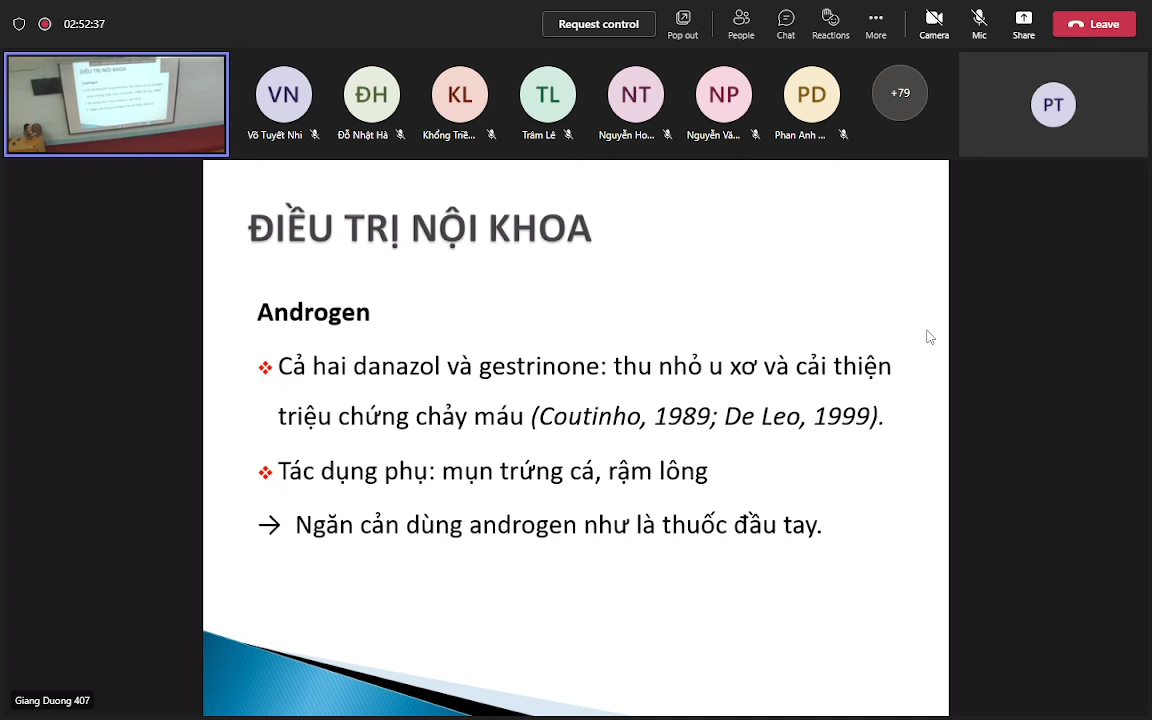 02:52:37
Request control
Pop out
People
Chat
Reactions
More
Camera
Mic
Share
Leave
ĐIỀU TRỊ NỘI KHOA
VN
ĐH
KL
TL
NT
NP
PD
+79
PT
Võ Tuyết Nhi
Đỗ Nhật Hà
Khổng Triề...
Trâm Lê
Nguyễn Ho...
Nguyễn Vă...
Phan Anh ...
ĐIỀU TRỊ NỘI KHOA
Androgen
❖ Cả hai danazol và gestrinone: thu nhỏ u xơ và cải thiện
triệu chứng chảy máu (Coutinho, 1989; De Leo, 1999).
❖ Tác dụng phụ: mụn trứng cá, rậm lông
→ Ngăn cản dùng androgen như là thuốc đầu tay.
Giang Duong 407